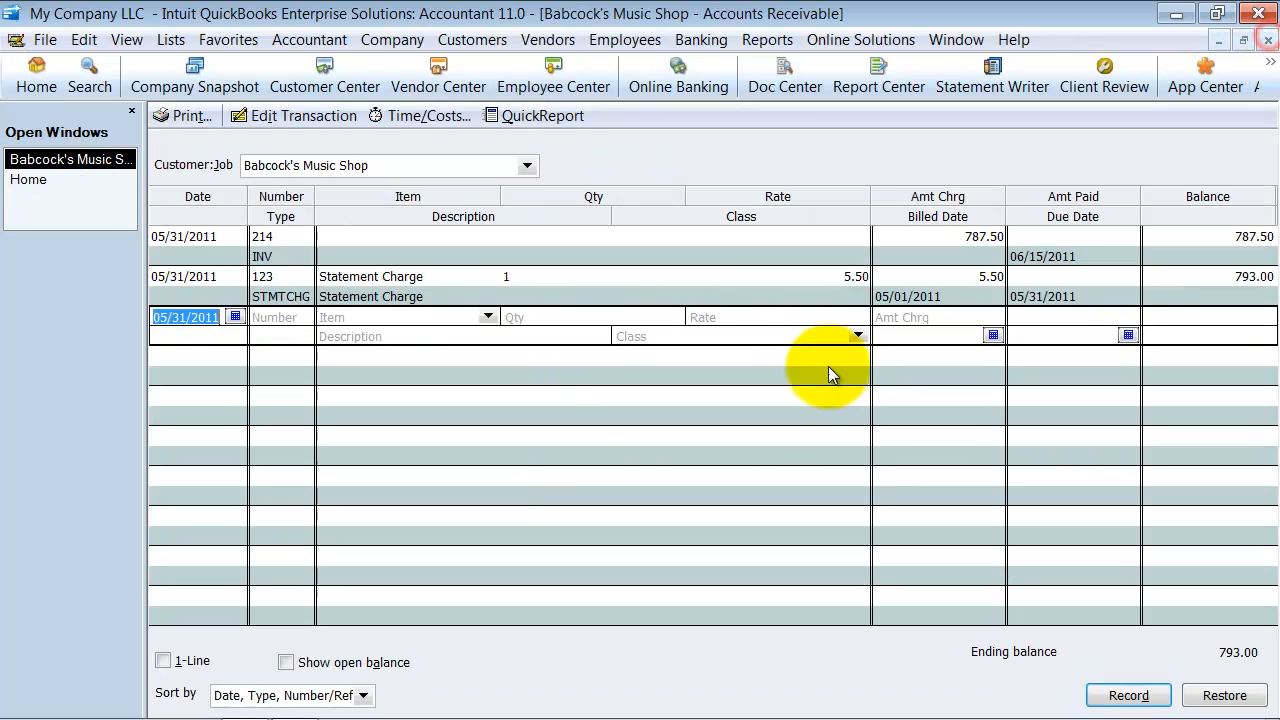 My Company LLC - Intuit QuickBooks Enterprise Solutions: Accountant 11.0 - [Babcock's Music Shop - Accounts Receivable]
File Edit View Lists Favorites Accountant Company Customers Vendors Employees Banking Reports Online Solutions Window Help
Home Search Company Snapshot Customer Center Vendor Center Employee Center Online Banking Doc Center Report Center Statement Writer Client Review App Center
Print... Edit Transaction Time/Costs... QuickReport
Open Windows
Babcock's Music S...
Home
Customer:Job Babcock's Music Shop
Date Number Item Qty Rate Amt Chrg Amt Paid Balance
Type Description Class Billed Date Due Date
05/31/2011 214 787.50 787.50
INV 06/15/2011
05/31/2011 123 Statement Charge 1 5.50 5.50 793.00
STMTCHG Statement Charge 05/01/2011 05/31/2011
05/31/2011 Number Item Qty Rate Amt Chrg
Description Class
1-Line Show open balance Ending balance 793.00
Sort by Date, Type, Number/Ref Record Restore